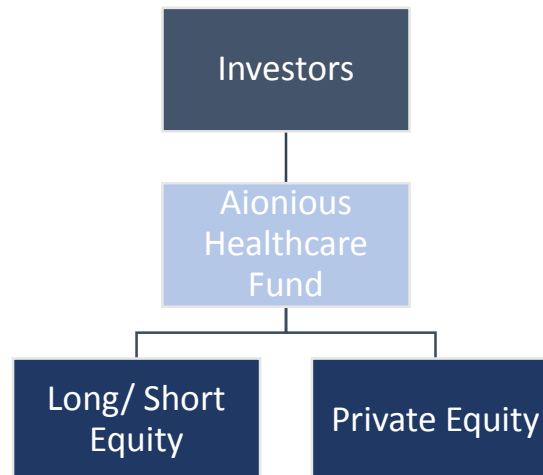 Investors
Aionious
Healthcare
Fund
Long/ Short
Equity
Private Equity